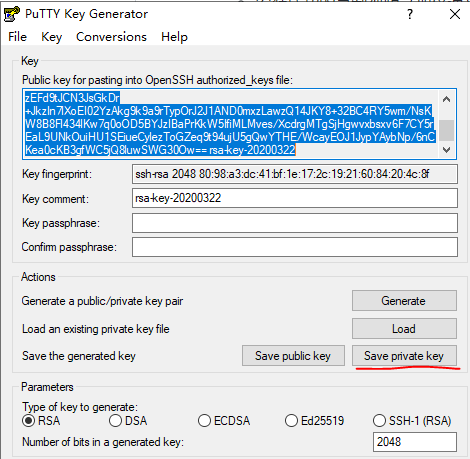 PuTTY Key Generator
File Key Conversions Help
Key
Public key for pasting into OpenSSH authorized_keys file:
zEFd9tJCN3JsGkDr
+Jkzln7lXoEI02YzAkg9k9a9rTypOrJ2J1AND0mxzLawzQ14JKY8+32BC4RY5wm/NsK
W8B8F434lKw7q0oOD5BYJzIBaPrKkW5lfiMLMves/XcdrgMTgSjHgwvxbsxv6F7CY5r
EaL9UNkOuiHU1SEiueCylezToGZeq9t94ujU5gQwYTHE/WcayEOJ1JypYAybNp/6nC
Kea0cKB3gfWC5jQ8luwSWG30Ow== rsa-key-20200322
Key fingerprint: ssh-rsa 2048 80:98:a3:dc:41:bf:1e:17:2c:19:21:60:84:20:4c:8f
Key comment: rsa-key-20200322
Key passphrase:
Confirm passphrase:
Actions
Generate a public/private key pair Generate
Load an existing private key file Load
Save the generated key Save public key Save private key
Parameters
Type of key to generate:
RSA DSA ECDSA Ed25519 SSH-1 (RSA)
Number of bits in a generated key: 2048